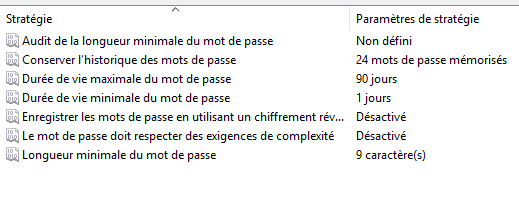 Stratégie Paramètres de stratégie
Audit de la longueur minimale du mot de passe Non défini
Conserver l'historique des mots de passe 24 mots de passe mémorisés
Durée de vie maximale du mot de passe 90 jours
Durée de vie minimale du mot de passe 1 jours
Enregistrer les mots de passe en utilisant un chiffrement rév... Désactivé
Le mot de passe doit respecter des exigences de complexité Désactivé
Longueur minimale du mot de passe 9 caractère(s)